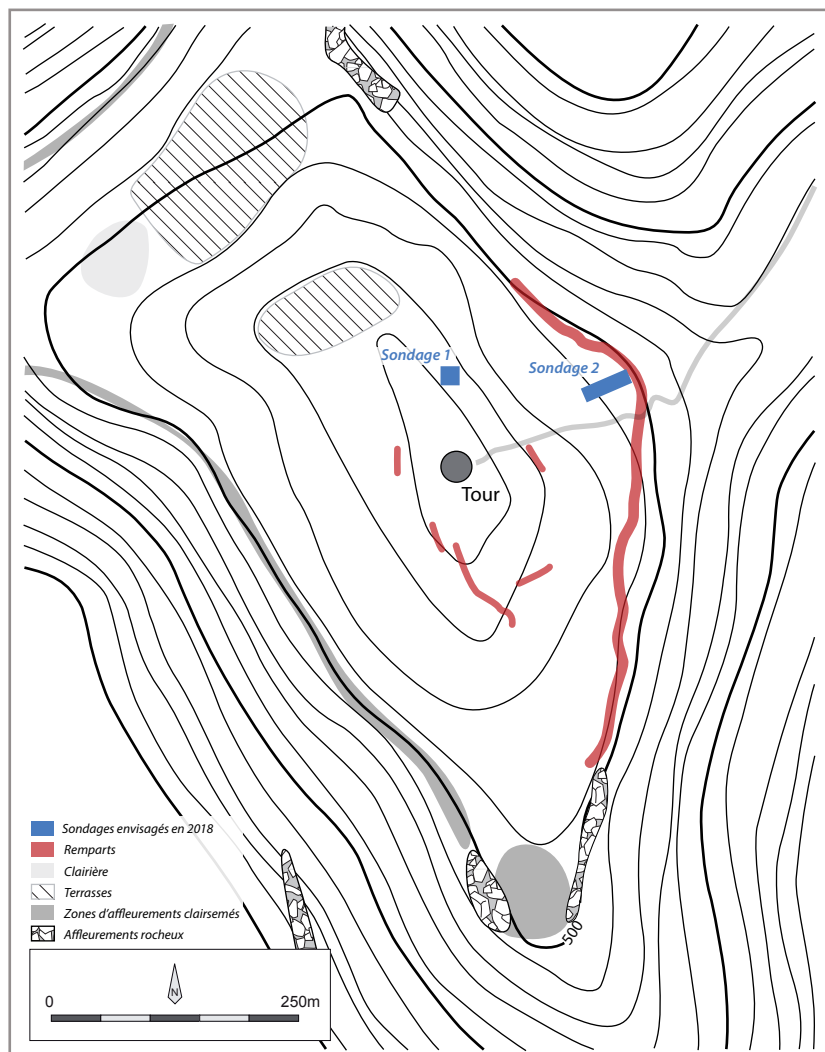 Sondage 1
Sondage 2
Tour
500
Sondages envisagés en 2018
Remparts
Clairière
Terrasses
Zones d'affleurements clairsemés
Affleurements rocheux
N
0
250m